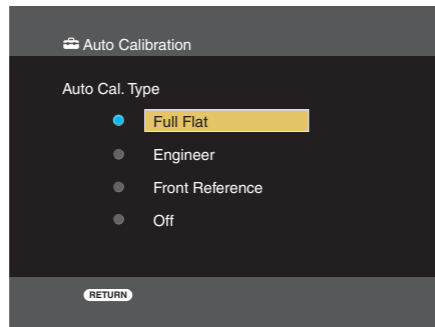 Auto Calibration
Auto Cal. Type
Full Flat
Engineer
Front Reference
Off
RETURN